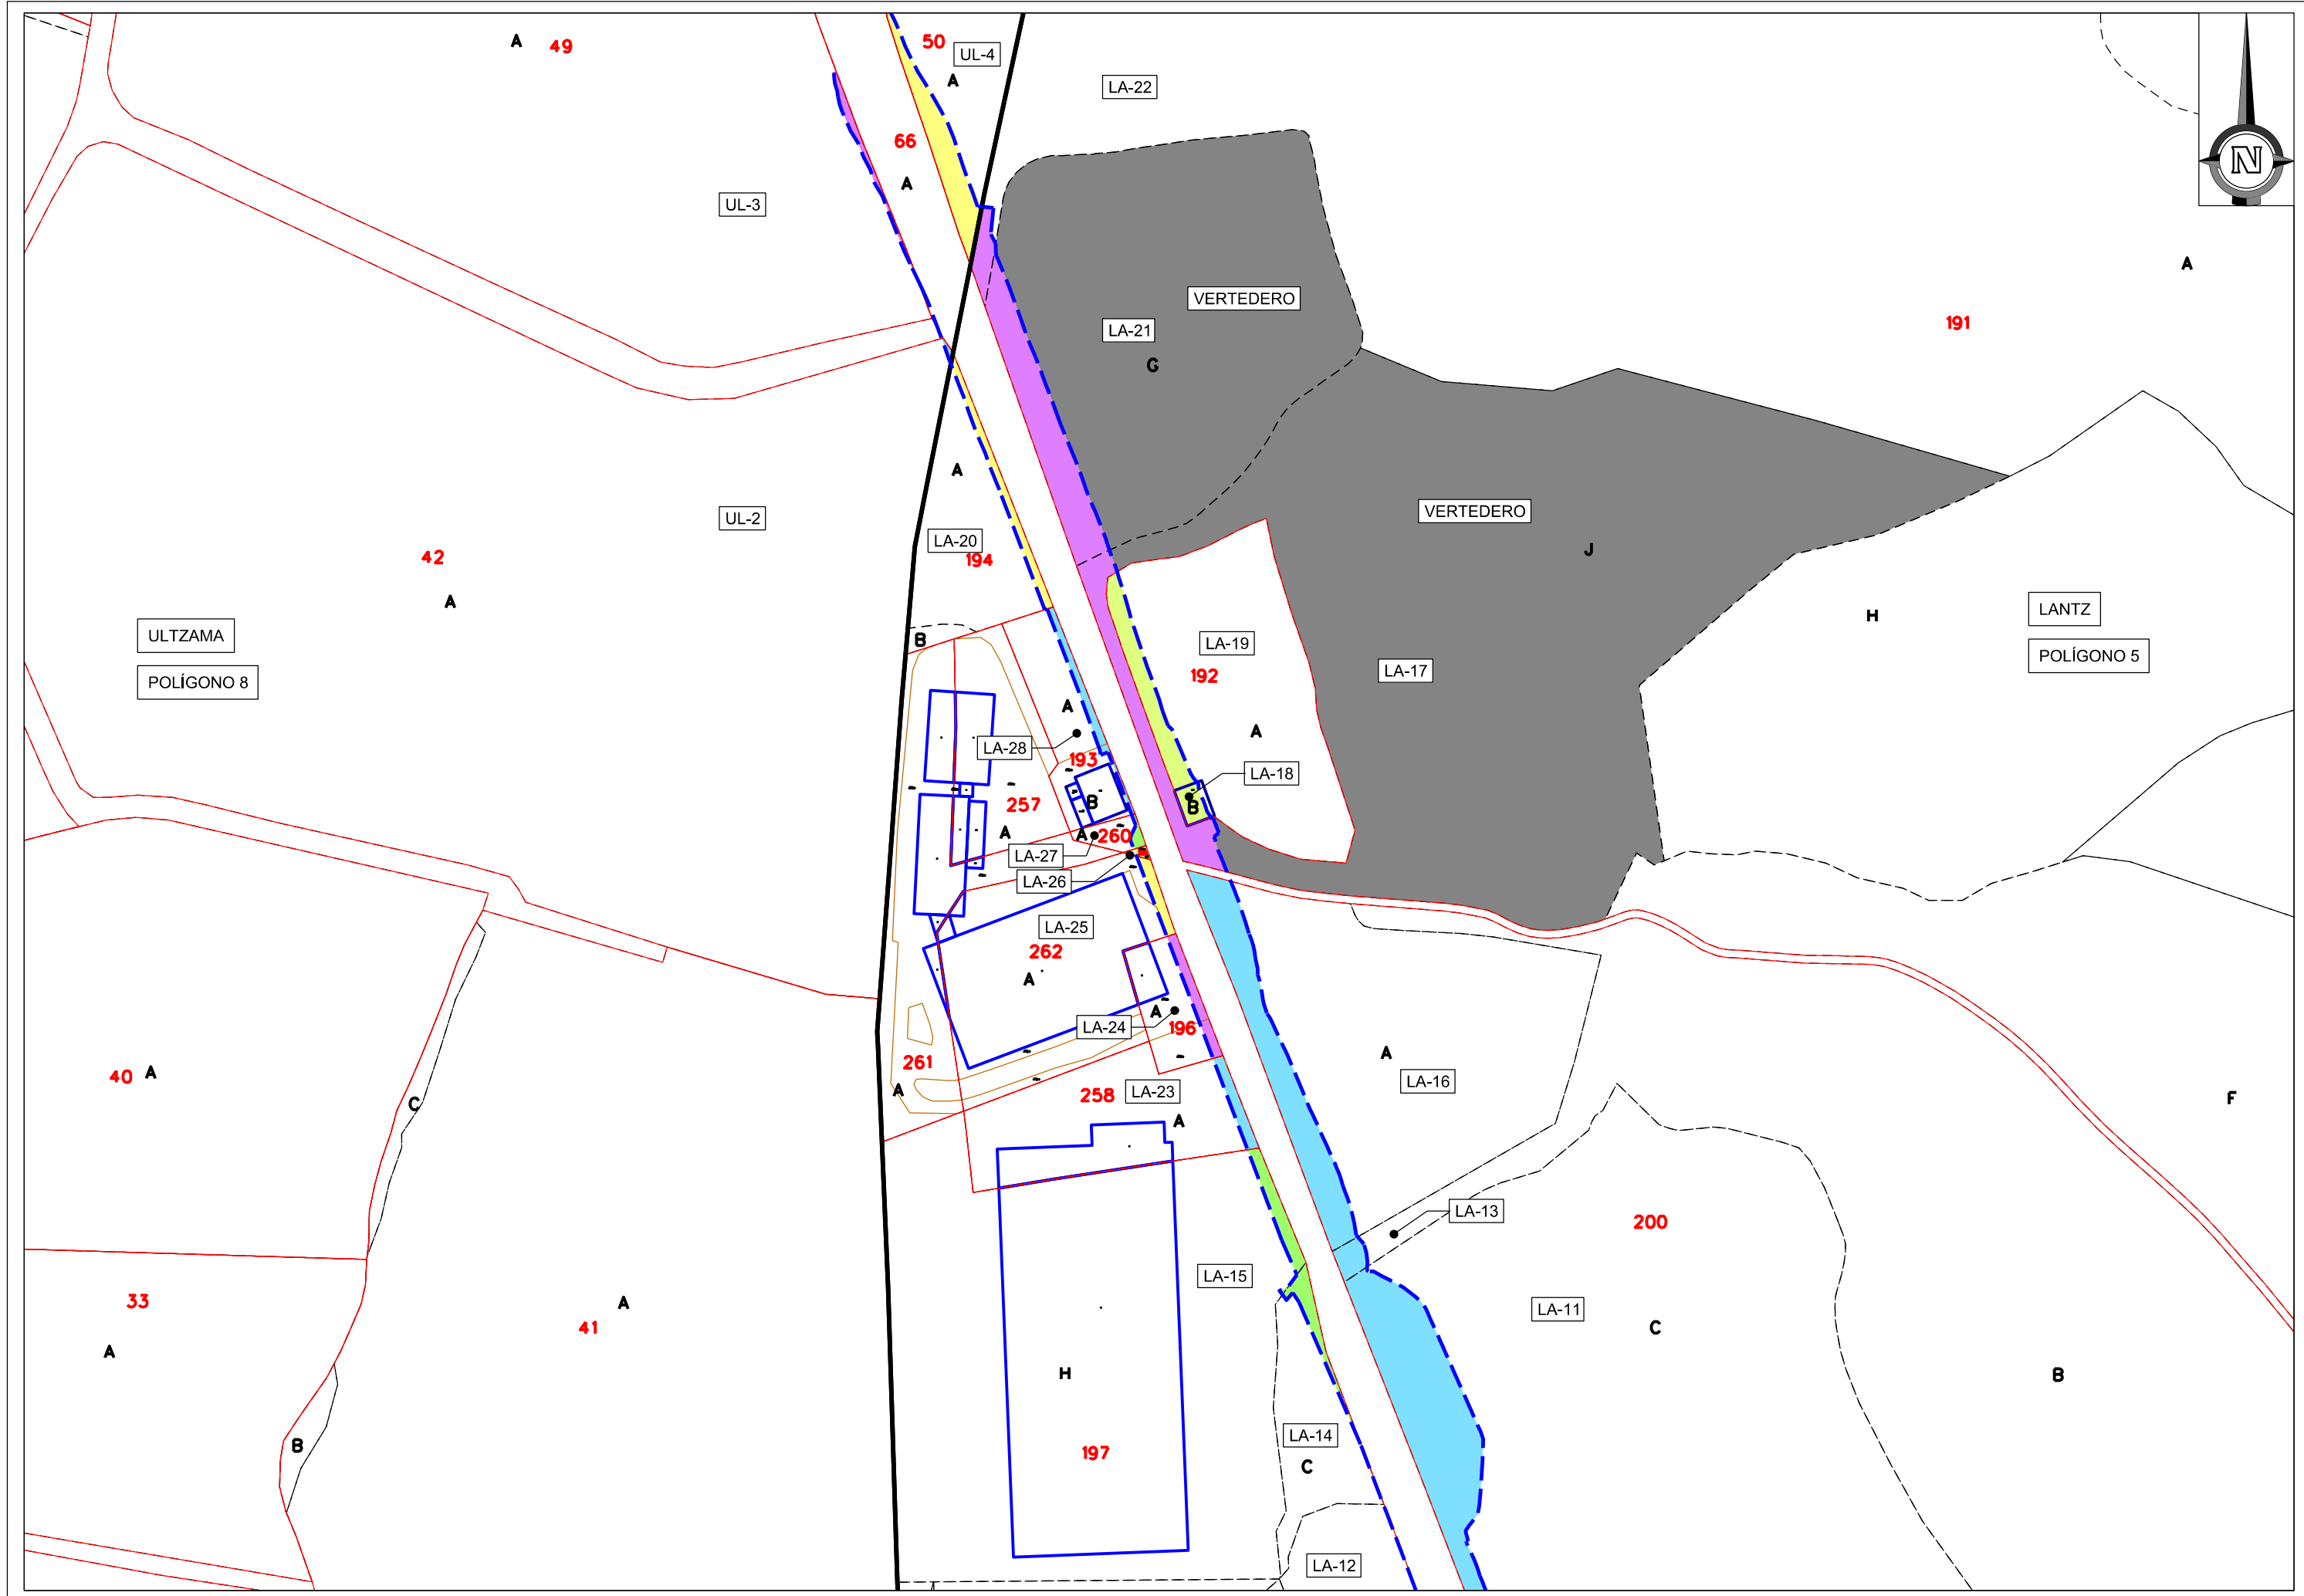 A
49
50
UL-4
A
LA-22
66
A
UL-3
N
A
VERTEDERO
191
LA-21
G
A
UL-2
VERTEDERO
LA-20
194
42
J
A
ULTZAMA
LANTZ
H
B
LA-19
POLÍGONO 5
POLÍGONO 8
LA-17
192
A
A
LA-28
193
LA-18
257
B
B
A
A
260
LA-27
LA-26
LA-25
262
A
A
LA-24
196
A
LA-16
261
40
A
A
258
LA-23
C
A
F
LA-13
200
LA-15
33
A
41
LA-11
C
A
H
B
LA-14
B
197
C
LA-12